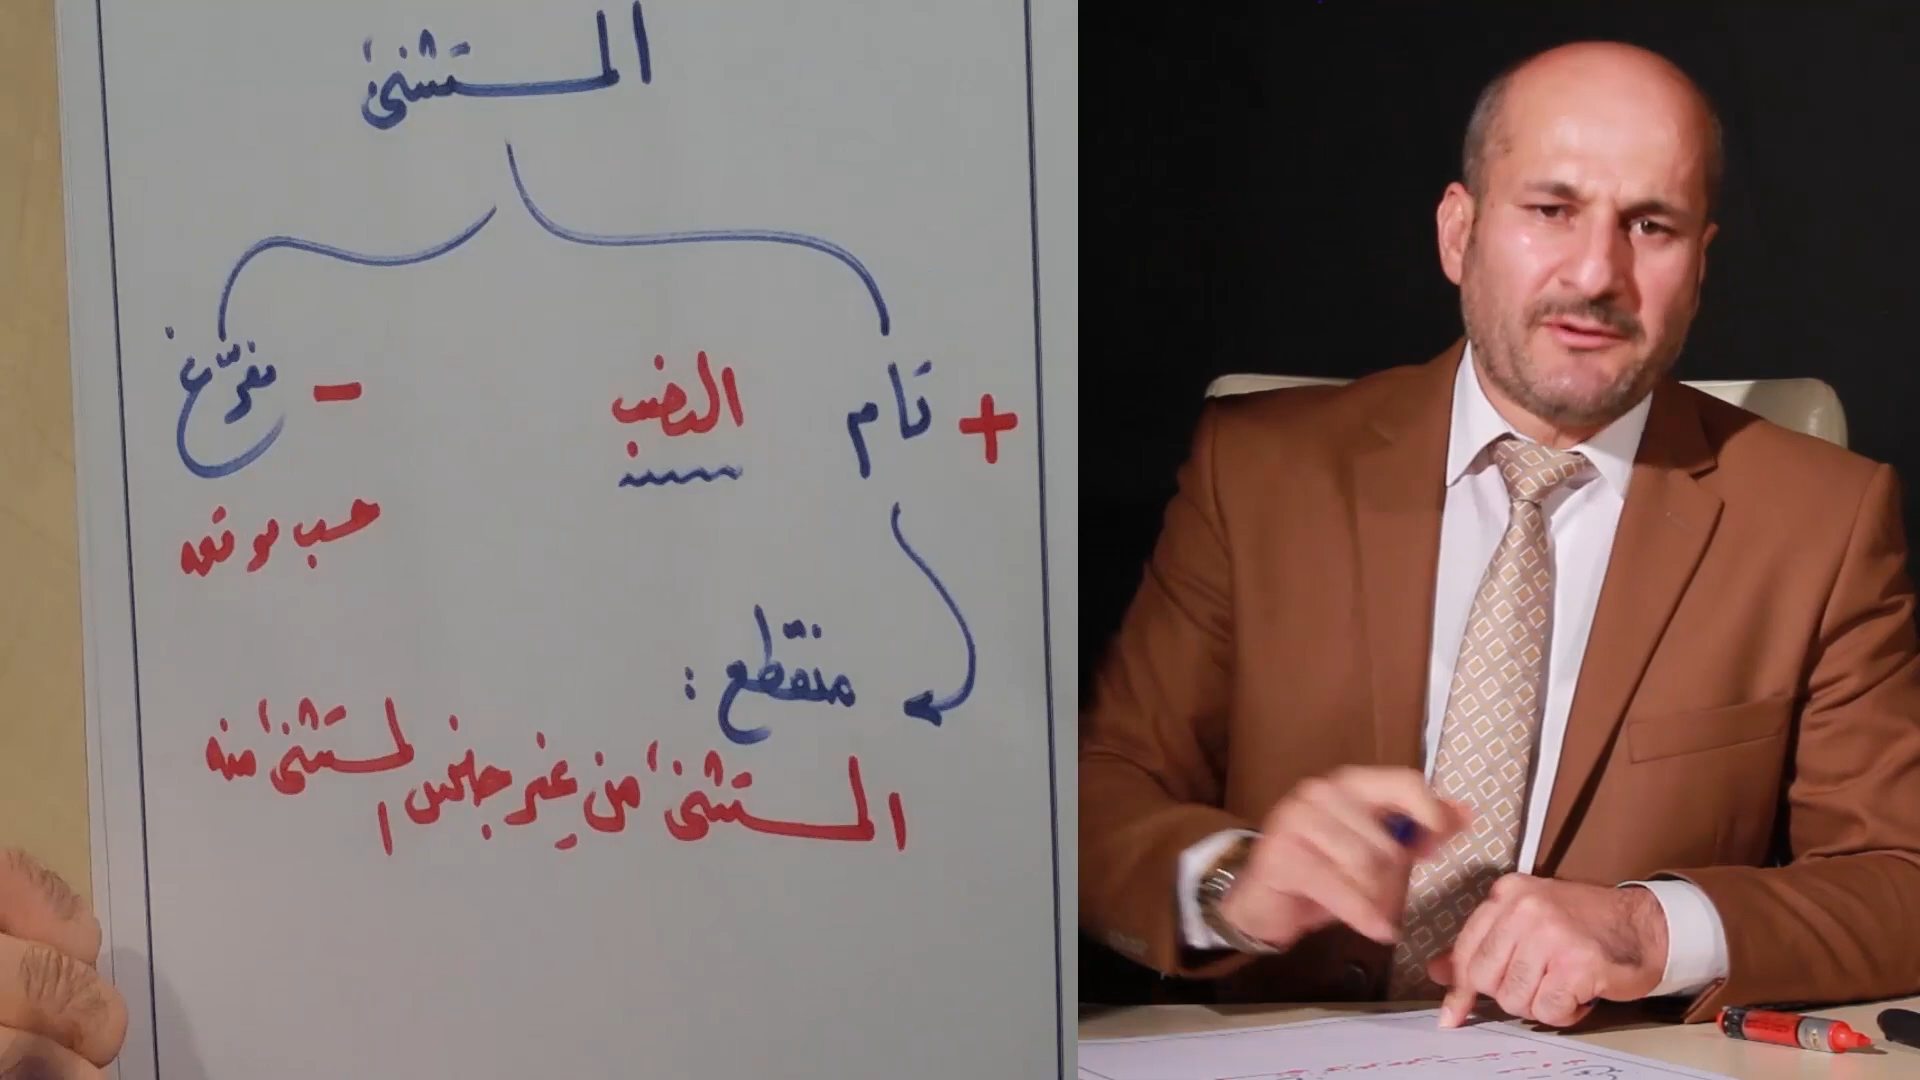 المستثنىٰ
+ تام النصب - مفرّغ
حسب موقعه
منقطع :
المستثنىٰ من غير جنس المستثنىٰ منه